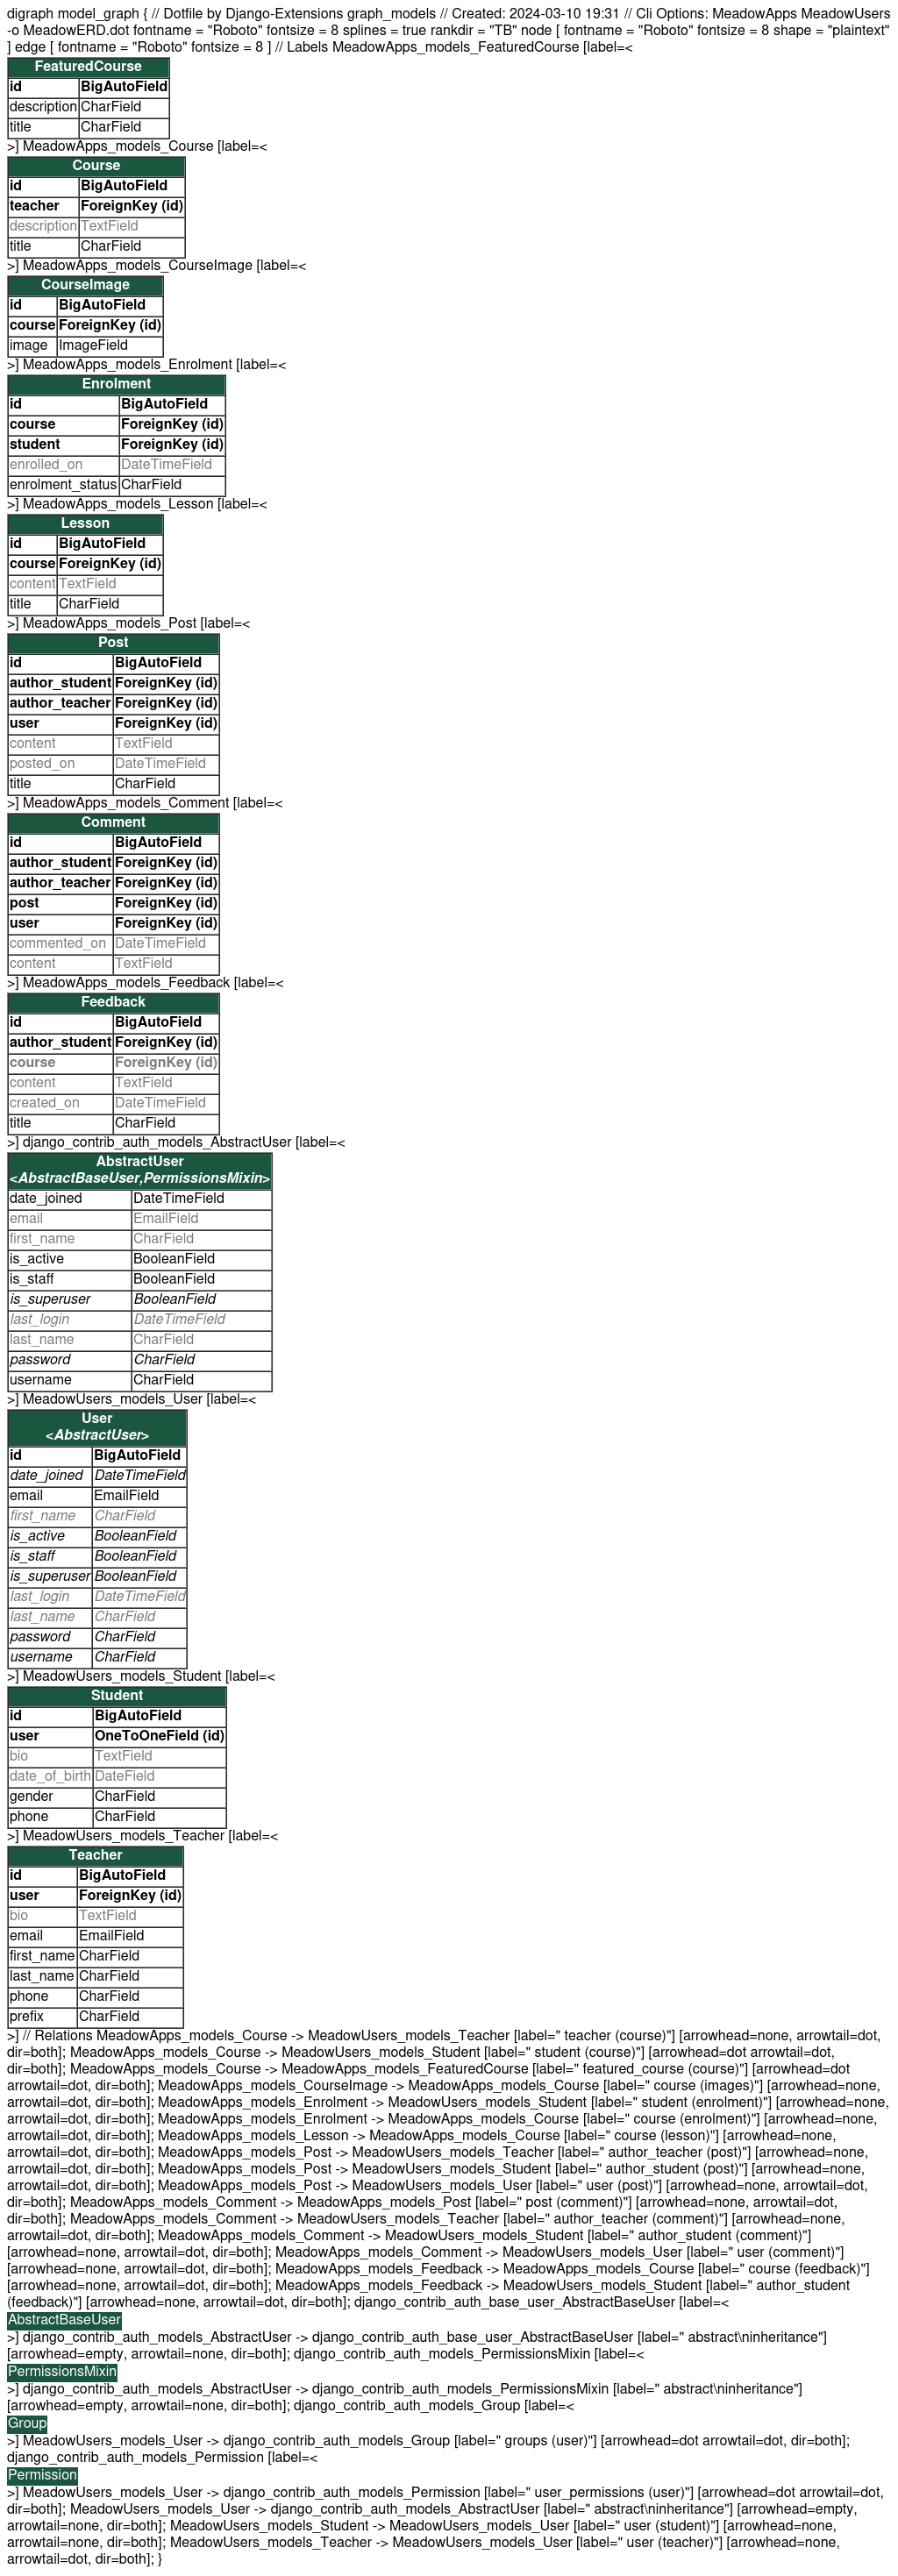 digraph model_graph { // Dotfile by Django-Extensions graph_models // Created: 2024-03-10 19:31 // Cli Options: MeadowApps MeadowUsers
-o MeadowERD.dot fontname = "Roboto" fontsize = 8 splines = true rankdir = "TB" node [ fontname = "Roboto" fontsize = 8 shape = "plaintext"
] edge [ fontname = "Roboto" fontsize = 8 ] // Labels MeadowApps_models_FeaturedCourse [label=<
FeaturedCourse
id BigAutoField
description CharField
title CharField
>] MeadowApps_models_Course [label=<
Course
id BigAutoField
teacher ForeignKey (id)
description TextField
title CharField
>] MeadowApps_models_CourseImage [label=<
CourseImage
id BigAutoField
course ForeignKey (id)
image ImageField
>] MeadowApps_models_Enrolment [label=<
Enrolment
id BigAutoField
course ForeignKey (id)
student ForeignKey (id)
enrolled_on DateTimeField
enrolment_status CharField
>] MeadowApps_models_Lesson [label=<
Lesson
id BigAutoField
course ForeignKey (id)
content TextField
title CharField
>] MeadowApps_models_Post [label=<
Post
id BigAutoField
author_student ForeignKey (id)
author_teacher ForeignKey (id)
user ForeignKey (id)
content TextField
posted_on DateTimeField
title CharField
>] MeadowApps_models_Comment [label=<
Comment
id BigAutoField
author_student ForeignKey (id)
author_teacher ForeignKey (id)
post ForeignKey (id)
user ForeignKey (id)
commented_on DateTimeField
content TextField
>] MeadowApps_models_Feedback [label=<
Feedback
id BigAutoField
author_student ForeignKey (id)
course ForeignKey (id)
content TextField
created_on DateTimeField
title CharField
>] django_contrib_auth_models_AbstractUser [label=<
AbstractUser
<AbstractBaseUser,PermissionsMixin>
date_joined DateTimeField
email EmailField
first_name CharField
is_active BooleanField
is_staff BooleanField
is_superuser BooleanField
last_login DateTimeField
last_name CharField
password CharField
username CharField
>] MeadowUsers_models_User [label=<
User
<AbstractUser>
id BigAutoField
date_joined DateTimeField
email EmailField
first_name CharField
is_active BooleanField
is_staff BooleanField
is_superuser BooleanField
last_login DateTimeField
last_name CharField
password CharField
username CharField
>] MeadowUsers_models_Student [label=<
Student
id BigAutoField
user OneToOneField (id)
bio TextField
date_of_birth DateField
gender CharField
phone CharField
>] MeadowUsers_models_Teacher [label=<
Teacher
id BigAutoField
user ForeignKey (id)
bio TextField
email EmailField
first_name CharField
last_name CharField
phone CharField
prefix CharField
>] // Relations MeadowApps_models_Course -> MeadowUsers_models_Teacher [label=" teacher (course)"] [arrowhead=none, arrowtail=dot,
dir=both]; MeadowApps_models_Course -> MeadowUsers_models_Student [label=" student (course)"] [arrowhead=dot arrowtail=dot,
dir=both]; MeadowApps_models_Course -> MeadowApps_models_FeaturedCourse [label=" featured_course (course)"] [arrowhead=dot
arrowtail=dot, dir=both]; MeadowApps_models_CourseImage -> MeadowApps_models_Course [label=" course (images)"] [arrowhead=none,
arrowtail=dot, dir=both]; MeadowApps_models_Enrolment -> MeadowUsers_models_Student [label=" student (enrolment)"] [arrowhead=none,
arrowtail=dot, dir=both]; MeadowApps_models_Enrolment -> MeadowApps_models_Course [label=" course (enrolment)"] [arrowhead=none,
arrowtail=dot, dir=both]; MeadowApps_models_Lesson -> MeadowApps_models_Course [label=" course (lesson)"] [arrowhead=none,
arrowtail=dot, dir=both]; MeadowApps_models_Post -> MeadowUsers_models_Teacher [label=" author_teacher (post)"] [arrowhead=none,
arrowtail=dot, dir=both]; MeadowApps_models_Post -> MeadowUsers_models_Student [label=" author_student (post)"] [arrowhead=none,
arrowtail=dot, dir=both]; MeadowApps_models_Post -> MeadowUsers_models_User [label=" user (post)"] [arrowhead=none, arrowtail=dot,
dir=both]; MeadowApps_models_Comment -> MeadowApps_models_Post [label=" post (comment)"] [arrowhead=none, arrowtail=dot,
dir=both]; MeadowApps_models_Comment -> MeadowUsers_models_Teacher [label=" author_teacher (comment)"] [arrowhead=none,
arrowtail=dot, dir=both]; MeadowApps_models_Comment -> MeadowUsers_models_Student [label=" author_student (comment)"]
[arrowhead=none, arrowtail=dot, dir=both]; MeadowApps_models_Comment -> MeadowUsers_models_User [label=" user (comment)"]
[arrowhead=none, arrowtail=dot, dir=both]; MeadowApps_models_Feedback -> MeadowApps_models_Course [label=" course (feedback)"]
[arrowhead=none, arrowtail=dot, dir=both]; MeadowApps_models_Feedback -> MeadowUsers_models_Student [label=" author_student
(feedback)"] [arrowhead=none, arrowtail=dot, dir=both]; django_contrib_auth_base_user_AbstractBaseUser [label=<
AbstractBaseUser
>] django_contrib_auth_models_AbstractUser -> django_contrib_auth_base_user_AbstractBaseUser [label=" abstract\ninheritance"]
[arrowhead=empty, arrowtail=none, dir=both]; django_contrib_auth_models_PermissionsMixin [label=<
PermissionsMixin
>] django_contrib_auth_models_AbstractUser -> django_contrib_auth_models_PermissionsMixin [label=" abstract\ninheritance"]
[arrowhead=empty, arrowtail=none, dir=both]; django_contrib_auth_models_Group [label=<
Group
>] MeadowUsers_models_User -> django_contrib_auth_models_Group [label=" groups (user)"] [arrowhead=dot arrowtail=dot, dir=both];
django_contrib_auth_models_Permission [label=<
Permission
>] MeadowUsers_models_User -> django_contrib_auth_models_Permission [label=" user_permissions (user)"] [arrowhead=dot arrowtail=dot,
dir=both]; MeadowUsers_models_User -> django_contrib_auth_models_AbstractUser [label=" abstract\ninheritance"] [arrowhead=empty,
arrowtail=none, dir=both]; MeadowUsers_models_Student -> MeadowUsers_models_User [label=" user (student)"] [arrowhead=none,
arrowtail=none, dir=both]; MeadowUsers_models_Teacher -> MeadowUsers_models_User [label=" user (teacher)"] [arrowhead=none,
arrowtail=dot, dir=both]; }